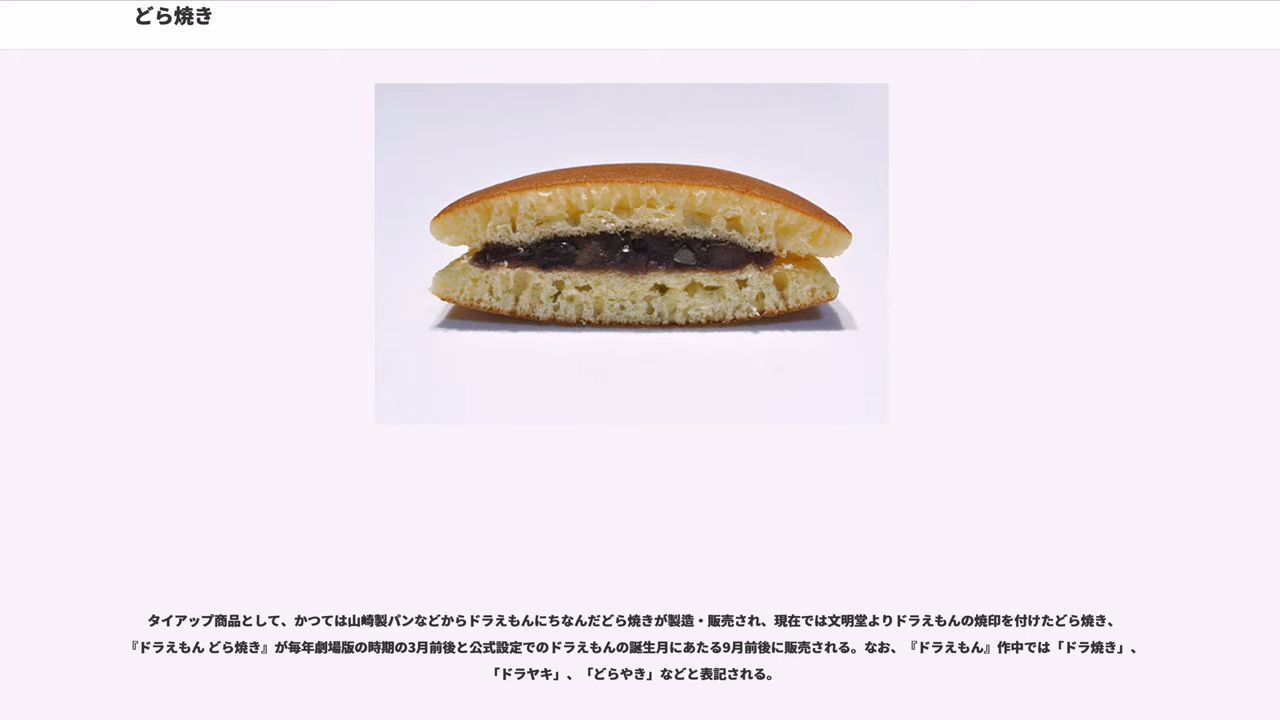 どら焼き
タイアップ商品として、かつては山崎製パンなどからドラえもんにちなんだどら焼きが製造・販売され、現在では文明堂よりドラえもんの焼印を付けたどら焼き、
『ドラえもん どら焼き』が毎年劇場版の時期の3月前後と公式設定でのドラえもんの誕生月にあたる9月前後に販売される。なお、『ドラえもん』作中では「ドラ焼き」、
「ドラヤキ」、「どらやき」などと表記される。